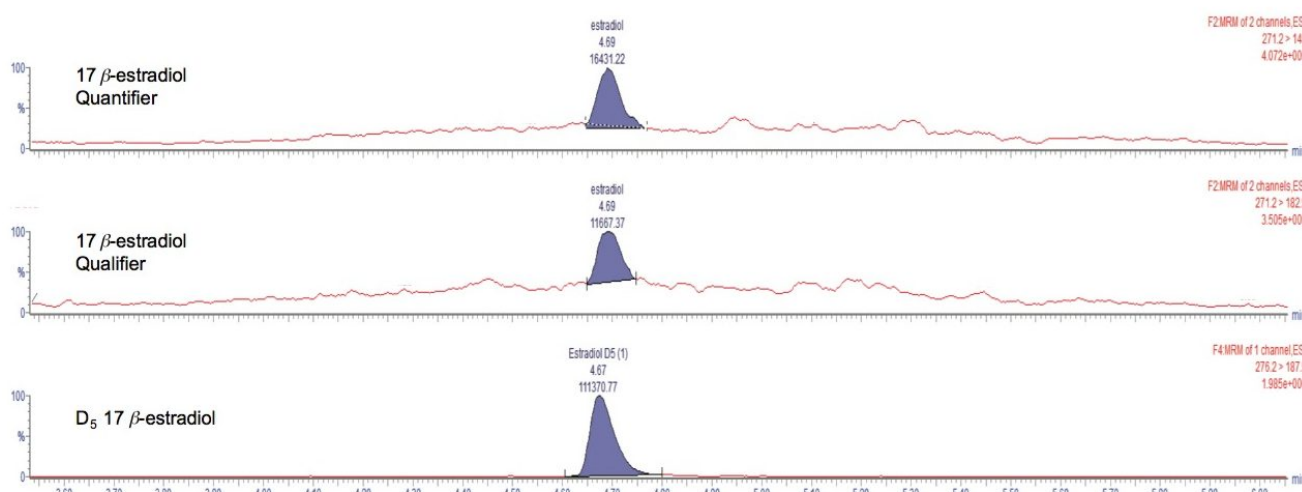 estradiol
4.69
16431.22
F2:MRM of 2 channels,ES
271.2 > 14
4.072e+00
17 β-estradiol
Quantifier
100
%
0
min
estradiol
4.69
11667.37
F2:MRM of 2 channels,ES
271.2 > 182.
3.505e+00
17 β-estradiol
Qualifier
100
%
0
min
Estradiol D5 (1)
4.67
111370.77
F4:MRM of 1 channel,ES
276.2 > 187.
1.985e+00
D₅ 17 β-estradiol
100
%
0
min